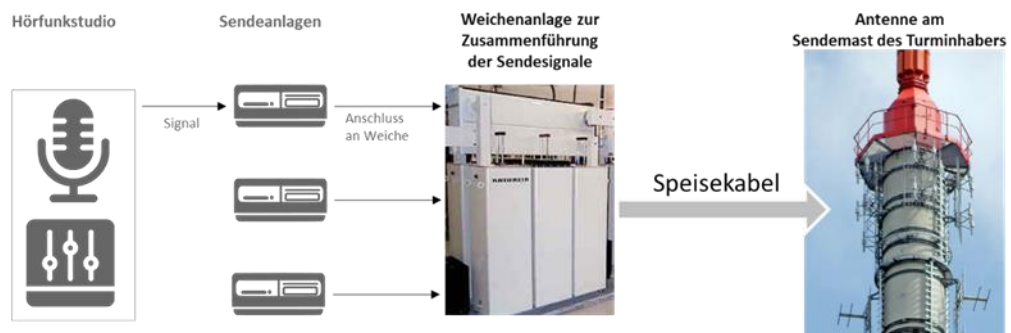 Hörfunkstudio
Sendeanlagen
Weichenanlage zur
Zusammenführung
der Sendesignale
Antenne am
Sendemast des Turminhabers
Signal
Anschluss
an Weiche
KATHREIN
Speisekabel